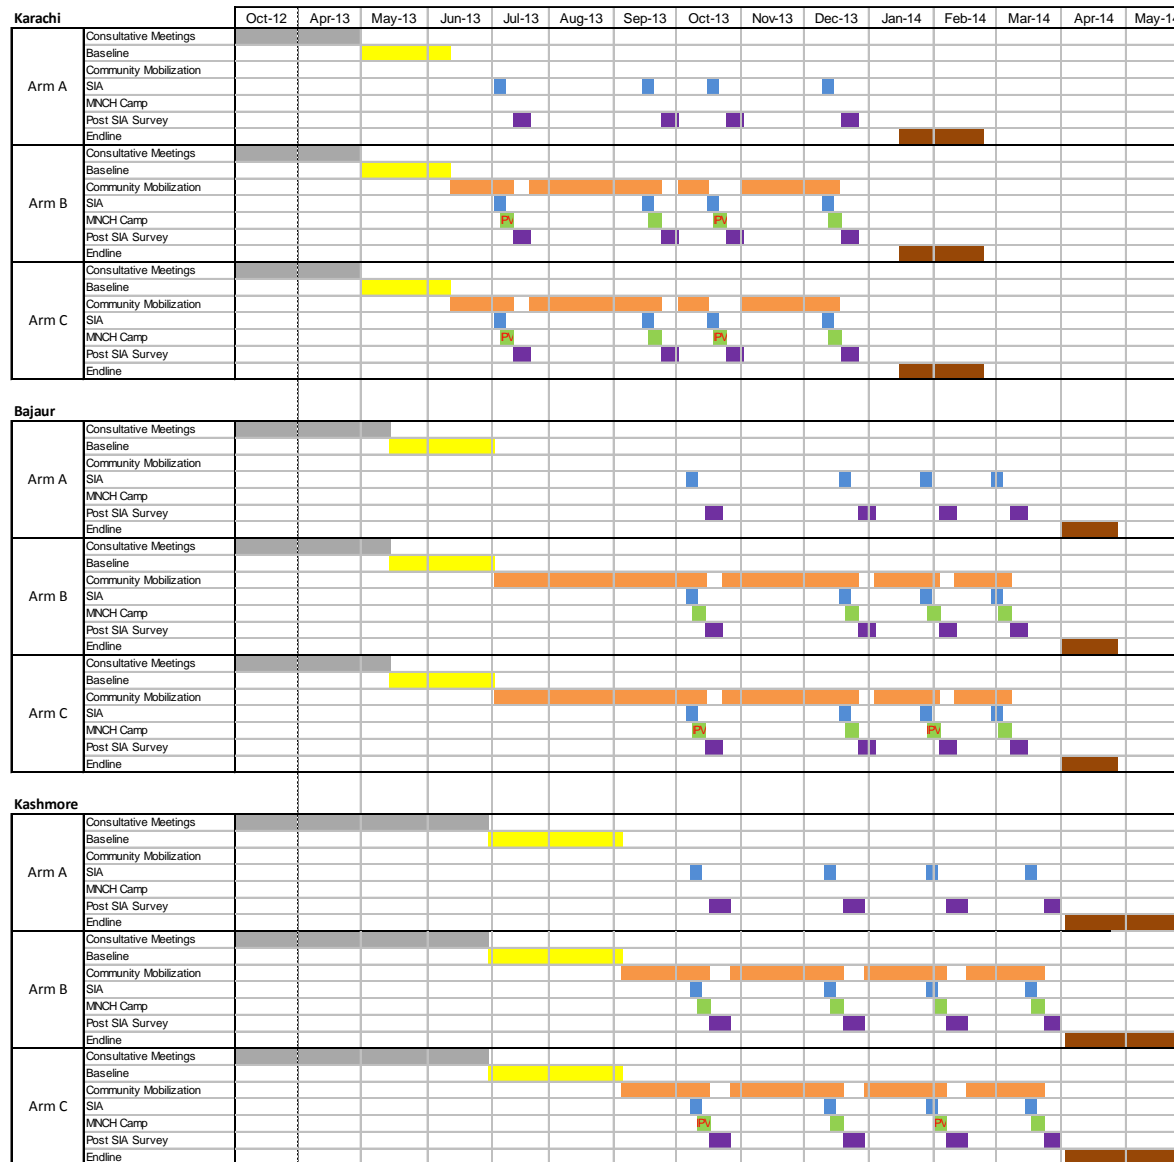 Karachi Oct-12 Apr-13 May-13 Jun-13 Jul-13 Aug-13 Sep-13 Oct-13 Nov-13 Dec-13 Jan-14 Feb-14 Mar-14 Apr-14 May-14
Consultative Meetings
Baseline
Community Mobilization
Arm A SIA
MNCH Camp
Post SIA Survey
Endline
Consultative Meetings
Baseline
Community Mobilization
Arm B SIA
MNCH Camp IPV IPV
Post SIA Survey
Endline
Consultative Meetings
Baseline
Community Mobilization
Arm C SIA
MNCH Camp IPV IPV
Post SIA Survey
Endline
Bajaur
Consultative Meetings
Baseline
Community Mobilization
Arm A SIA
MNCH Camp
Post SIA Survey
Endline
Consultative Meetings
Baseline
Community Mobilization
Arm B SIA
MNCH Camp
Post SIA Survey
Endline
Consultative Meetings
Baseline
Community Mobilization
Arm C SIA
MNCH Camp IPV IPV
Post SIA Survey
Endline
Kashmore
Consultative Meetings
Baseline
Community Mobilization
Arm A SIA
MNCH Camp
Post SIA Survey
Endline
Consultative Meetings
Baseline
Community Mobilization
Arm B SIA
MNCH Camp
Post SIA Survey
Endline
Consultative Meetings
Baseline
Community Mobilization
Arm C SIA
MNCH Camp IPV IPV
Post SIA Survey
Endline